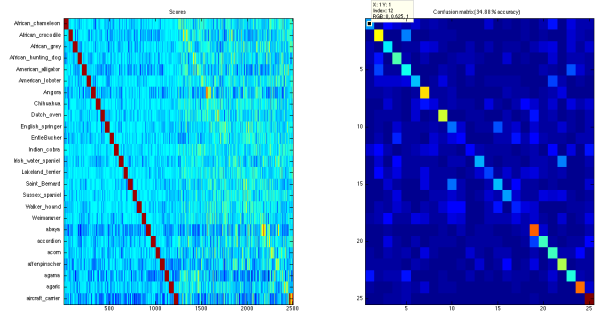 Scores
African_chameleon
African_crocodile
African_grey
African_hunting_dog
American_alligator
American_lobster
Angora
Chihuahua
Dutch_oven
English_springer
EntleBucher
Indian_cobra
Irish_water_spaniel
Lakeland_terrier
Saint_Bernard
Sussex_spaniel
Walker_hound
Weimaraner
abaya
accordion
acorn
affenpinscher
agama
agaric
aircraft_carrier
500
1000
1500
2000
2500
X: 1 Y: 1
Index: 12
RGB: 0, 0.625, 1
Confusion matrix (34.88 % accuracy)
5
10
15
20
25
5
10
15
20
25